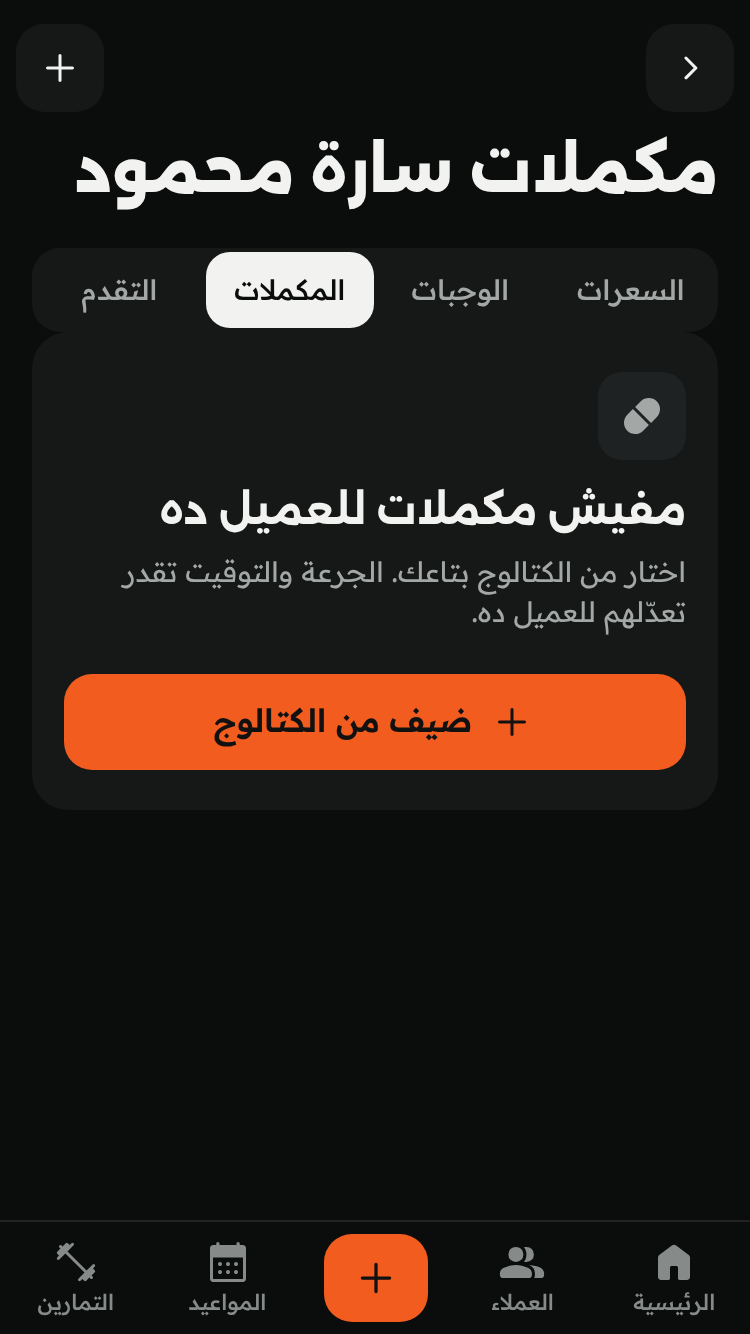 مكملات سارة محمود
السعرات
الوجبات
المكملات
التقدم
مفيش مكملات للعميل ده
اختار من الكتالوج بتاعك. الجرعة والتوقيت تقدر
تعدّلهم للعميل ده.
ضيف من الكتالوج
الرئيسية
العملاء
المواعيد
التمارين